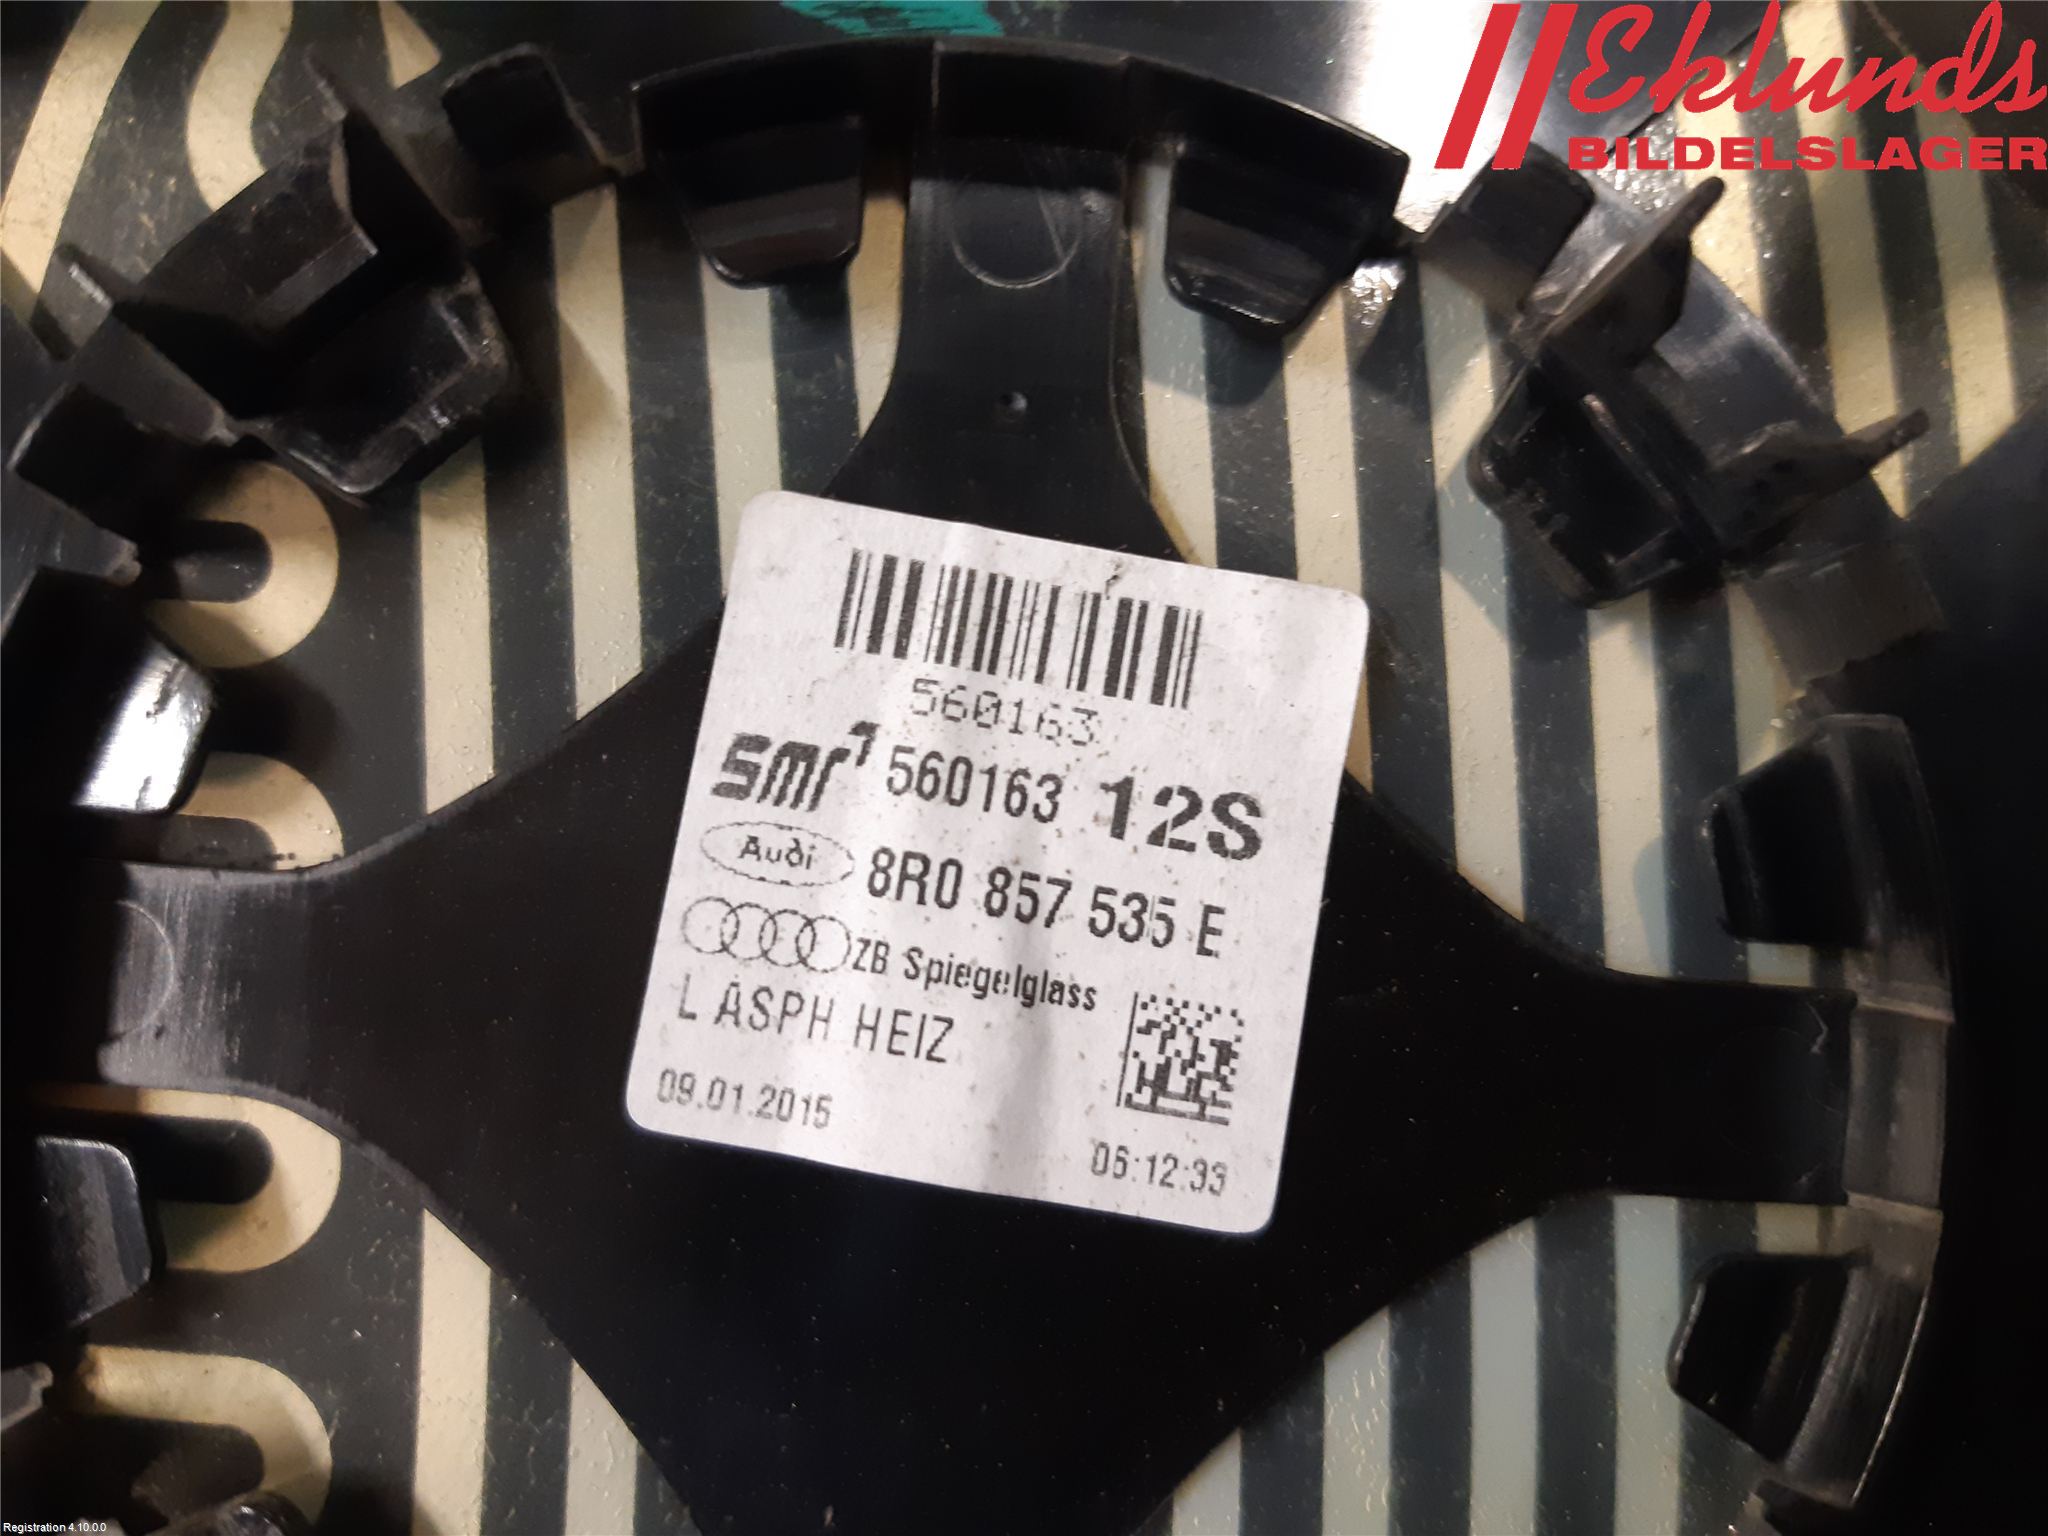 Eklunds
BILDELSLAGER
560163
smr 560163 12S
Audi 8R0 857 535 E
ZB Spiegelglass
L ASPH HEIZ
09.01.2015
06:12:33
Registration 4.10.0.0